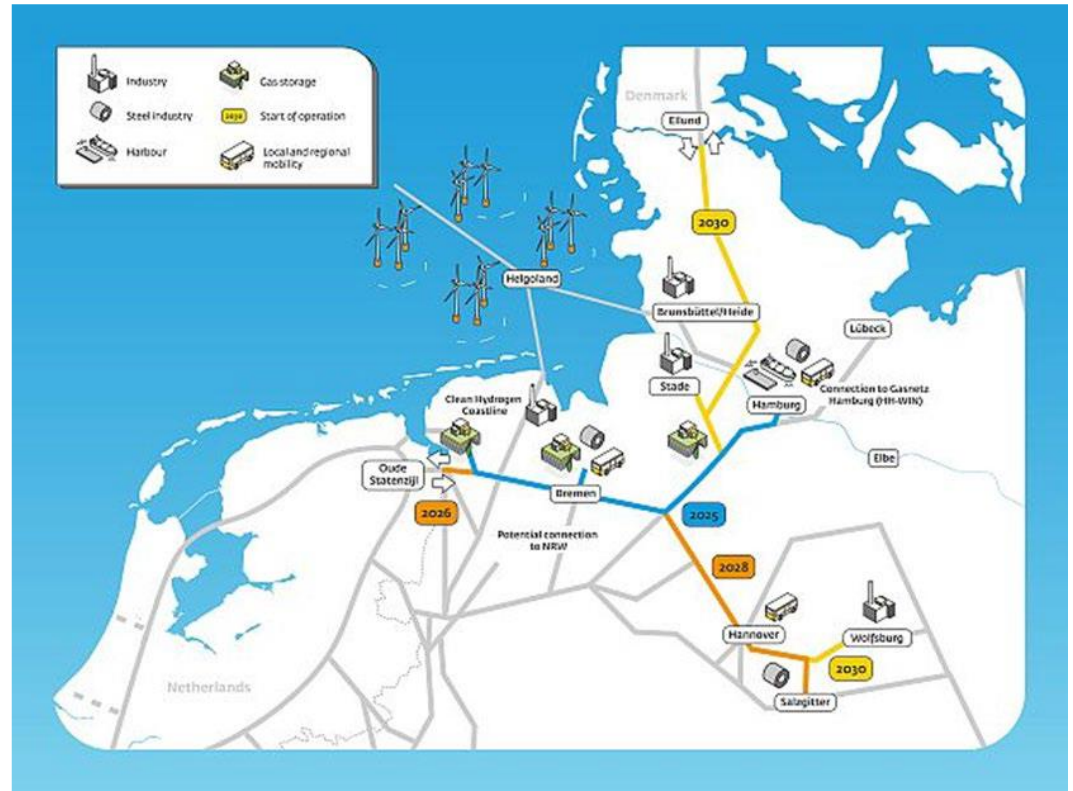 Industry
Gas storage
Steel industry
2030
Start of operation
Harbour
Local and regional
mobility
Denmark
Ellund
2030
Helgoland
Brunsbüttel/Heide
Lübeck
Stade
Connection to Gasnetz
Hamburg (HH-WIN)
Hamburg
Clean Hydrogen
Coastline
Elbe
Oude
Statenzijl
Bremen
2026
2025
Potential connection
to NRW
2028
Hannover
Wolfsburg
2030
Netherlands
Salzgitter